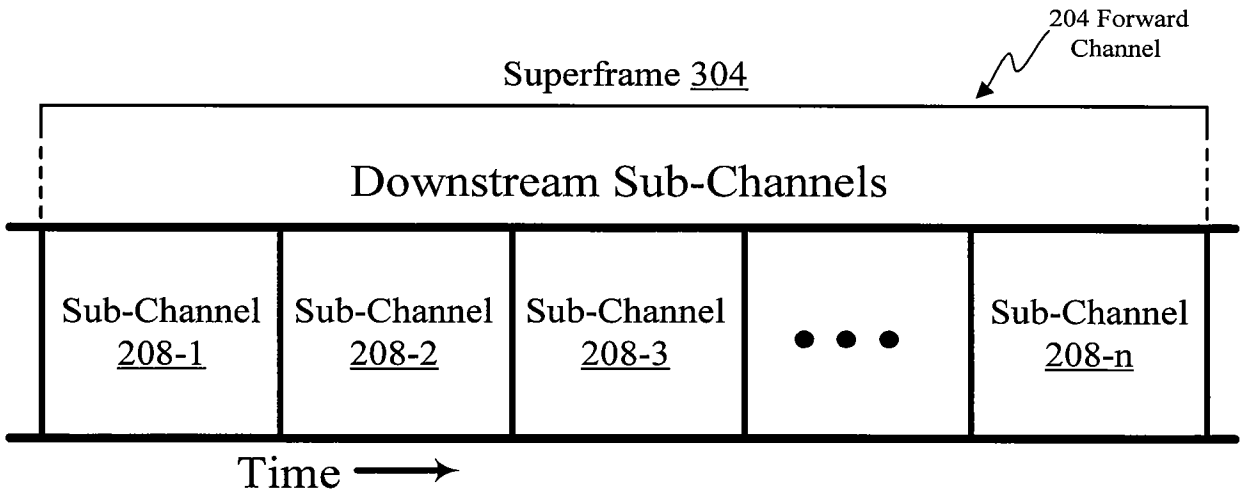 204 Forward
Channel
Superframe 304
Downstream Sub-Channels
Sub-Channel
208-1
Sub-Channel
208-2
Sub-Channel
208-3
Sub-Channel
208-n
Time